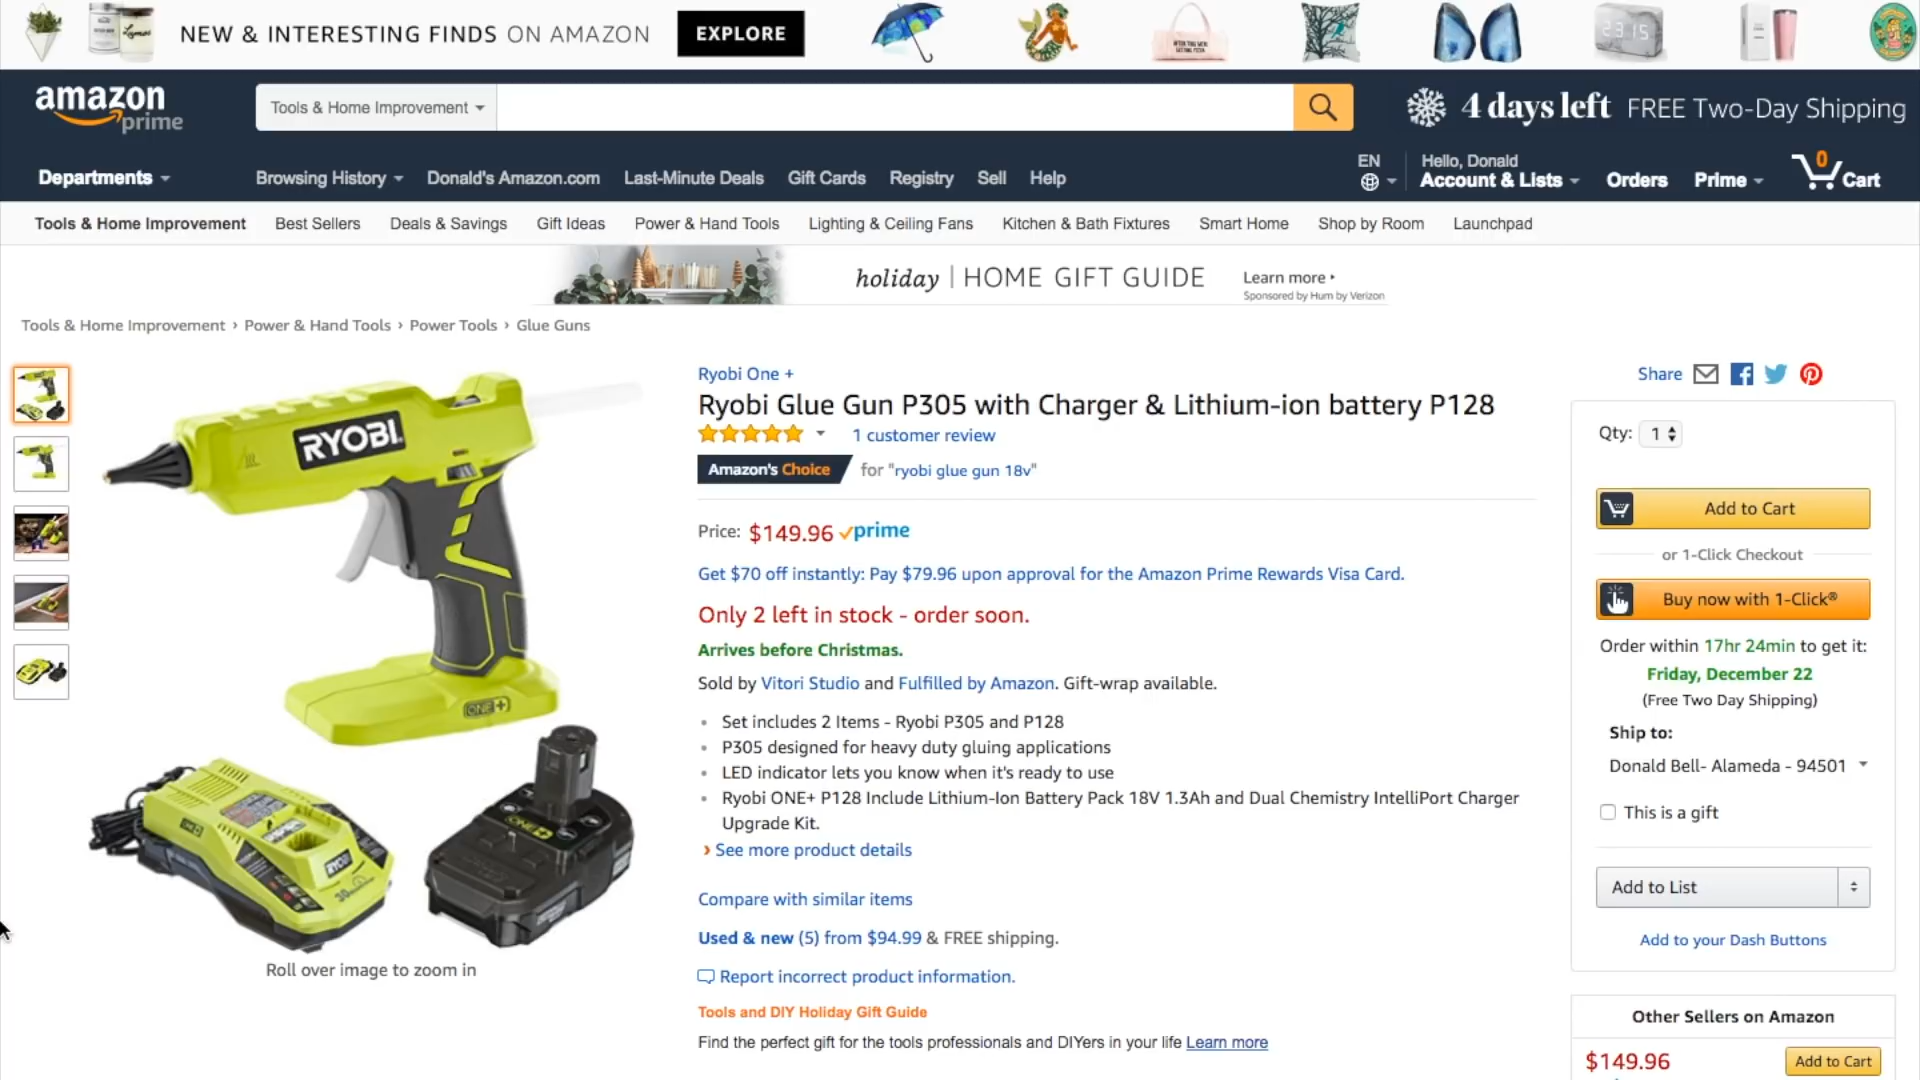 NEW & INTERESTING FINDS ON AMAZON
EXPLORE
amazon prime
Tools & Home Improvement
4 days left FREE Two-Day Shipping
Departments
Browsing History
Donald's Amazon.com
Last-Minute Deals
Gift Cards
Registry
Sell
Help
EN
Hello, Donald
Account & Lists
Orders
Prime
0
Cart
Tools & Home Improvement
Best Sellers
Deals & Savings
Gift Ideas
Power & Hand Tools
Lighting & Ceiling Fans
Kitchen & Bath Fixtures
Smart Home
Shop by Room
Launchpad
holiday | HOME GIFT GUIDE
Learn more
Sponsored by Hum by Verizon
Tools & Home Improvement › Power & Hand Tools › Power Tools › Glue Guns
RYOBI
ONE+
ONE+
RYOBI
Roll over image to zoom in
Ryobi One +
Ryobi Glue Gun P305 with Charger & Lithium-ion battery P128
1 customer review
Amazon's Choice for "ryobi glue gun 18v"
Price: $149.96 prime
Get $70 off instantly: Pay $79.96 upon approval for the Amazon Prime Rewards Visa Card.
Only 2 left in stock - order soon.
Arrives before Christmas.
Sold by Vitori Studio and Fulfilled by Amazon. Gift-wrap available.
Set includes 2 Items - Ryobi P305 and P128
P305 designed for heavy duty gluing applications
LED indicator lets you know when it's ready to use
Ryobi ONE+ P128 Include Lithium-Ion Battery Pack 18V 1.3Ah and Dual Chemistry IntelliPort Charger
Upgrade Kit.
› See more product details
Compare with similar items
Used & new (5) from $94.99 & FREE shipping.
Report incorrect product information.
Tools and DIY Holiday Gift Guide
Find the perfect gift for the tools professionals and DIYers in your life Learn more
Share
Qty: 1
Add to Cart
or 1-Click Checkout
Buy now with 1-Click®
Order within 17hr 24min to get it:
Friday, December 22
(Free Two Day Shipping)
Ship to:
Donald Bell- Alameda - 94501
This is a gift
Add to List
Add to your Dash Buttons
Other Sellers on Amazon
$149.96
Add to Cart